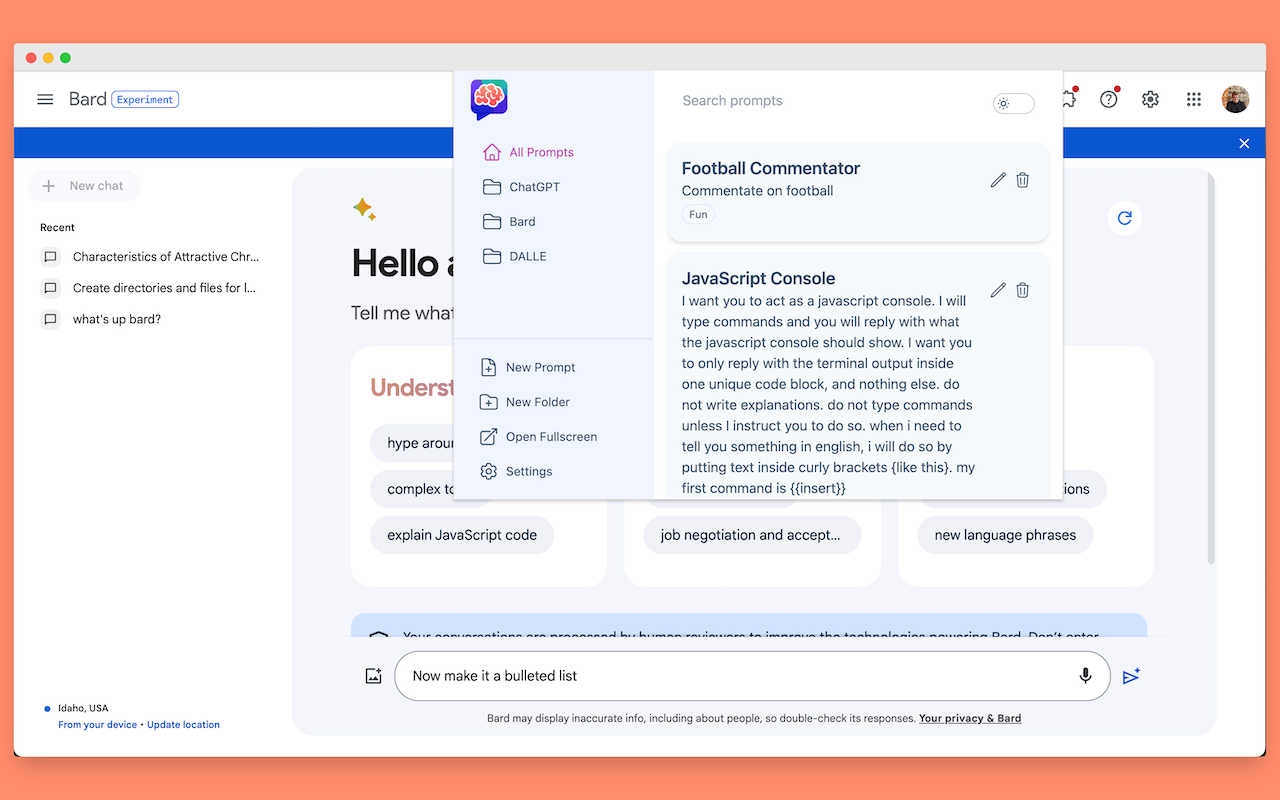 Bard Experiment
New chat
Recent
Characteristics of Attractive Chr...
Create directories and files for l...
what's up bard?
Idaho, USA
From your device • Update location
All Prompts
ChatGPT
Bard
DALLE
New Prompt
New Folder
Open Fullscreen
Settings
Search prompts
Football Commentator
Commentate on football
Fun
JavaScript Console
I want you to act as a javascript console. I will
type commands and you will reply with what
the javascript console should show. I want you
to only reply with the terminal output inside
one unique code block, and nothing else. do
not write explanations. do not type commands
unless I instruct you to do so. when i need to
tell you something in english, i will do so by
putting text inside curly brackets {like this}. my
first command is {{insert}}
Hello
Tell me what
Underst
hype
complex
explain JavaScript code
job negotiation and accept...
new language phrases
Your conversations are processed by human reviewers to improve the technologies powering Bard. Don't enter
Now make it a bulleted list
Bard may display inaccurate info, including about people, so double-check its responses. Your privacy & Bard